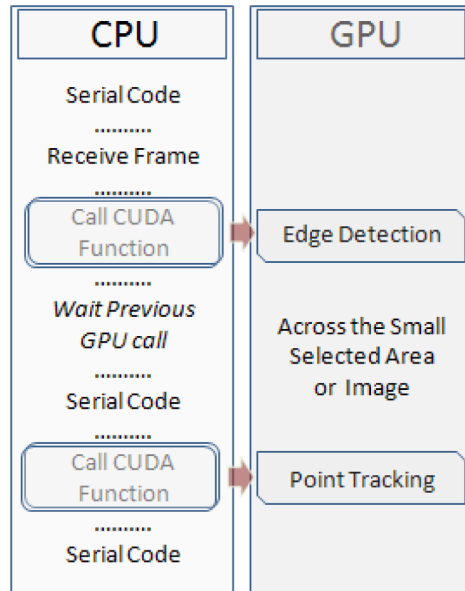 CPU
Serial Code
..........
Receive Frame
..........
Call CUDA
Function
..........
Wait Previous
GPU call
..........
Serial Code
..........
Call CUDA
Function
..........
Serial Code
GPU
Edge Detection
Across the Small
Selected Area
or Image
Point Tracking